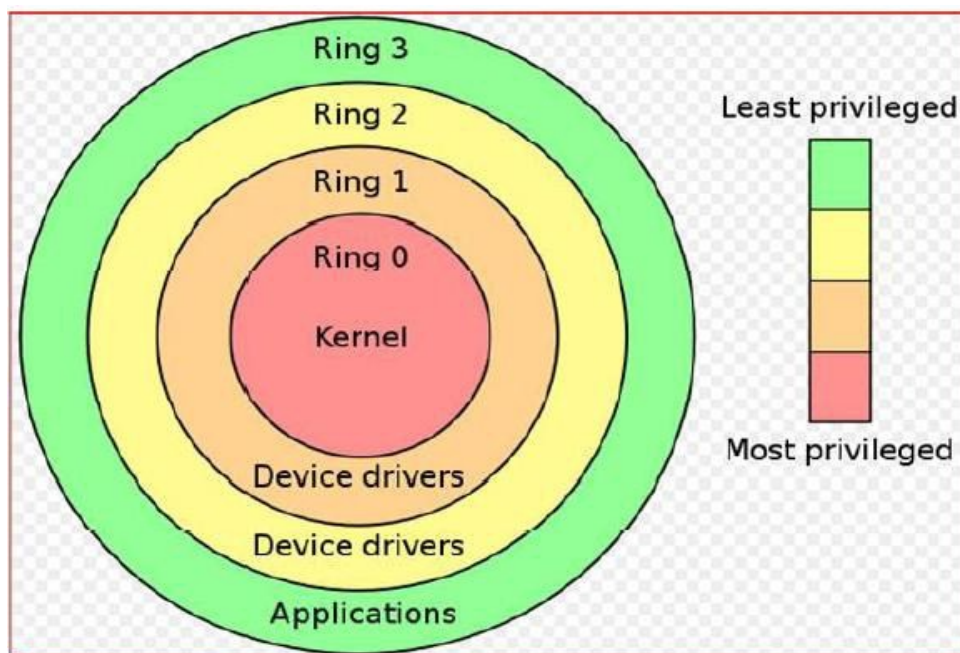 Ring 3
Ring 2
Ring 1
Ring 0
Kernel
Device drivers
Device drivers
Applications
Least privileged
Most privileged